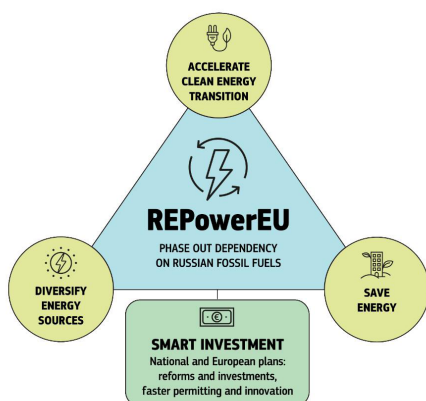 ACCELERATE
CLEAN ENERGY
TRANSITION
REPowerEU
PHASE OUT DEPENDENCY
ON RUSSIAN FOSSIL FUELS
DIVERSIFY
ENERGY
SOURCES
SAVE
ENERGY
€
SMART INVESTMENT
National and European plans:
reforms and investments,
faster permitting and innovation